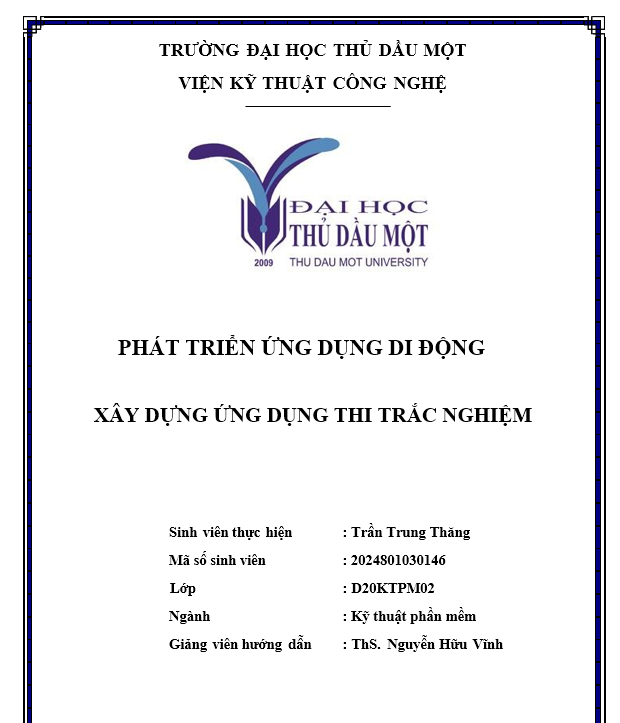 TRƯỜNG ĐẠI HỌC THỦ DẦU MỘT
VIỆN KỸ THUẬT CÔNG NGHỆ
ĐẠI HỌC
THỦ DẦU MỘT
2009 THU DAU MOT UNIVERSITY
PHÁT TRIỂN ỨNG DỤNG DI ĐỘNG
XÂY DỰNG ỨNG DỤNG THI TRẮC NGHIỆM
Sinh viên thực hiện : Trần Trung Thăng
Mã số sinh viên : 2024801030146
Lớp : D20KTPM02
Ngành : Kỹ thuật phần mềm
Giảng viên hướng dẫn : ThS. Nguyễn Hữu Vĩnh